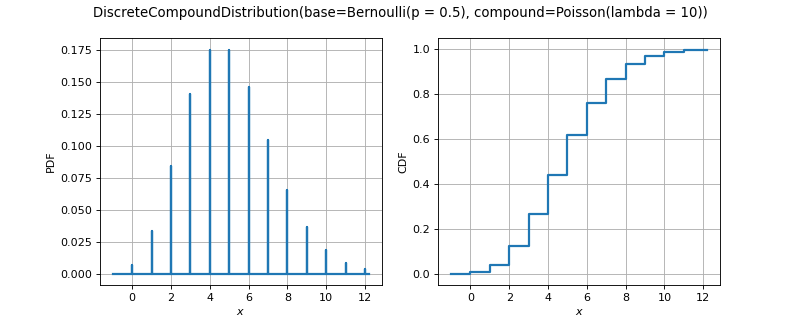 DiscreteCompoundDistribution(base=Bernoulli(p = 0.5), compound=Poisson(lambda = 10))
PDF
0.175
0.150
0.125
0.100
0.075
0.050
0.025
0.000
0 2 4 6 8 10 12
x
CDF
1.0
0.8
0.6
0.4
0.2
0.0
0 2 4 6 8 10 12
x